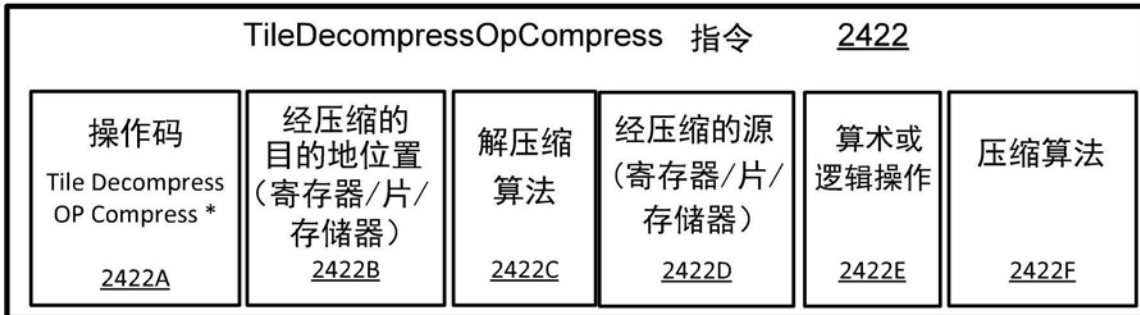 TileDecompressOpCompress 指令 2422
操作码
Tile Decompress
OP Compress *
2422A
经压缩的
目的地位置
（寄存器/片/
存储器）
2422B
解压缩
算法
2422C
经压缩的源
（寄存器/片/
存储器）
2422D
算术或
逻辑操作
2422E
压缩算法
2422F